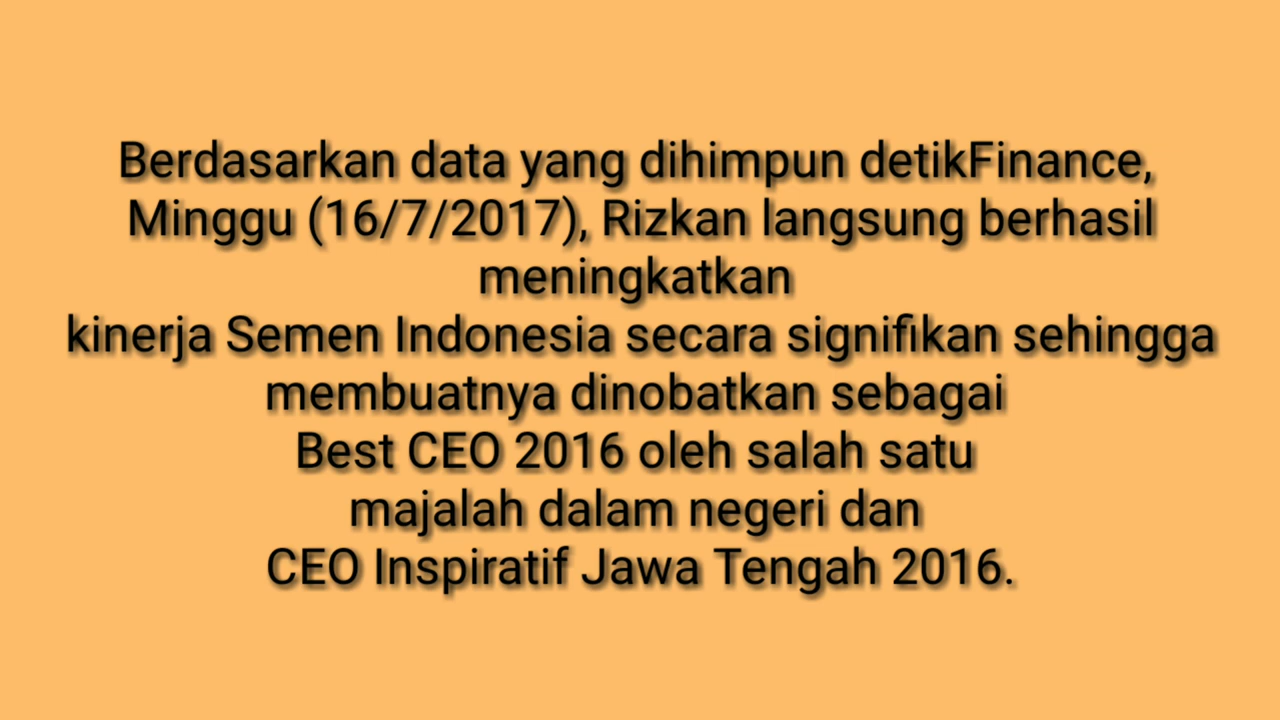 Berdasarkan data yang dihimpun detikFinance,
Minggu (16/7/2017), Rizkan langsung berhasil
meningkatkan
kinerja Semen Indonesia secara signifikan sehingga
membuatnya dinobatkan sebagai
Best CEO 2016 oleh salah satu
majalah dalam negeri dan
CEO Inspiratif Jawa Tengah 2016.